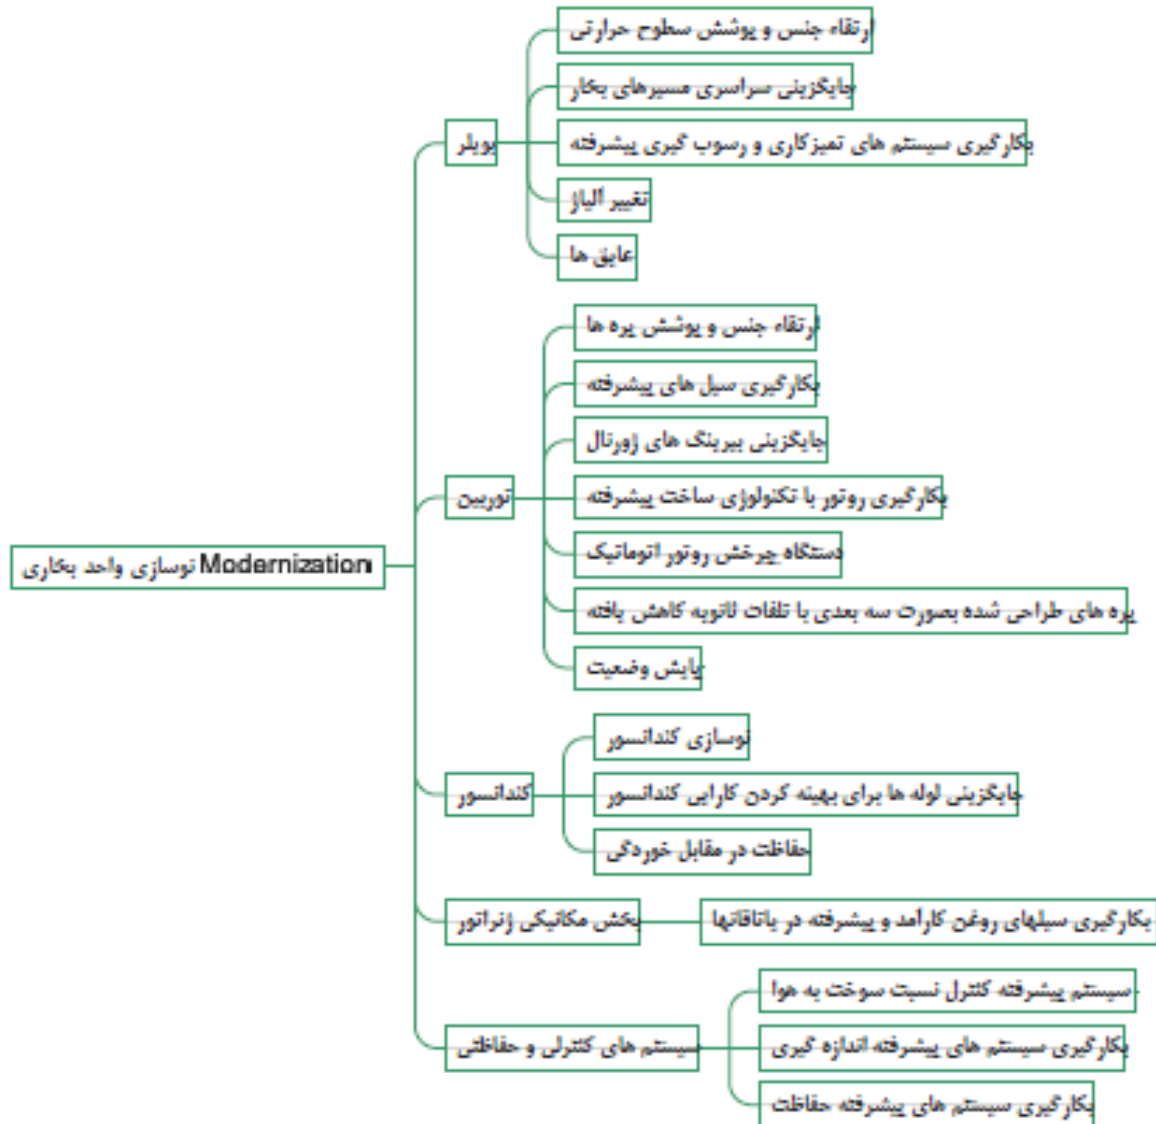 نوسازی واحد بخاری Modernization
بویلر
ارتقاء جنس و پوشش سطوح حرارتی
جایگزینی سراسری مسیرهای بخار
بکارگیری سیستم های تمیزکاری و رسوب گیری پیشرفته
تغییر آلیاژ
عایق ها
توربین
ارتقاء جنس و پوشش پره ها
بکارگیری سیل های پیشرفته
جایگزینی بیرینگ های ژورنال
بکارگیری روتور با تکنولوژی ساخت پیشرفته
دستگاه چرخش روتور اتوماتیک
پره های طراحی شده بصورت سه بعدی با تلفات ثانویه کاهش یافته
پایش وضعیت
کندانسور
نوسازی کندانسور
جایگزینی لوله ها برای بهینه کردن کارایی کندانسور
حفاظت در مقابل خوردگی
بخش مکانیکی ژنراتور
بکارگیری سیلهای روغن کارآمد و پیشرفته در یاتاقانها
سیستم های کنترلی و حفاظتی
سیستم پیشرفته کنترل نسبت سوخت به هوا
بکارگیری سیستم های پیشرفته اندازه گیری
بکارگیری سیستم های پیشرفته حفاظت